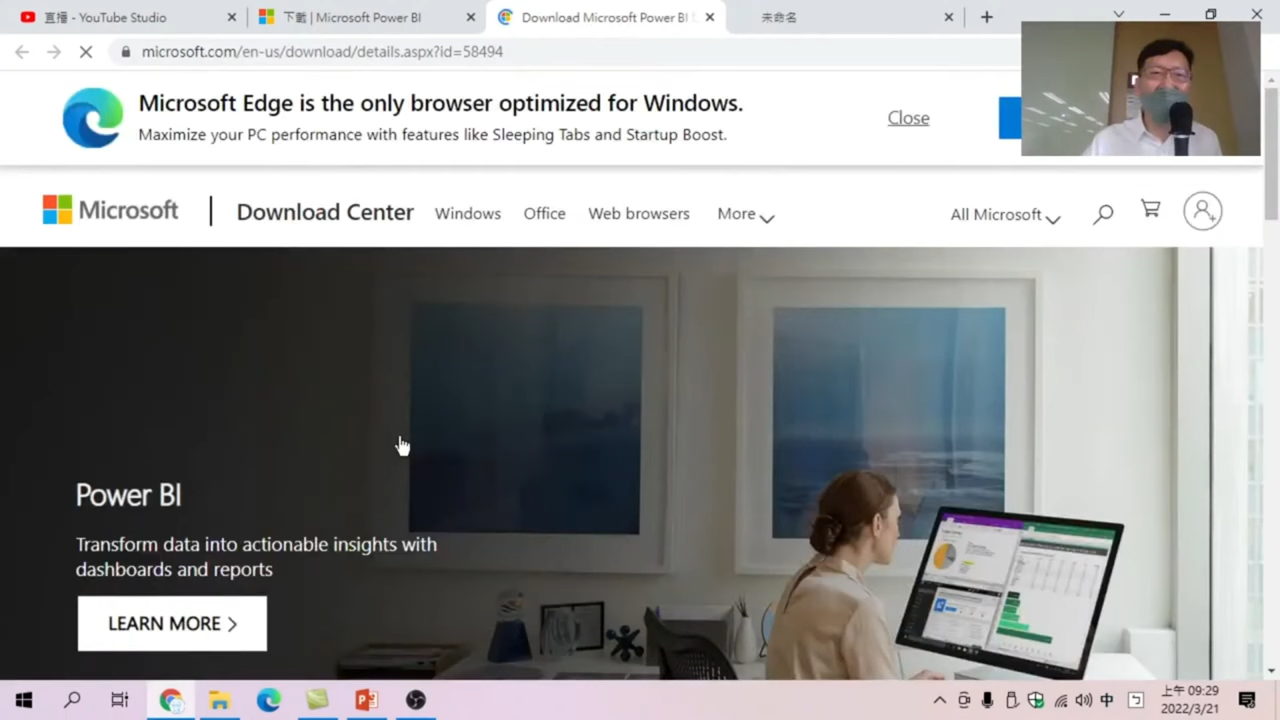 直播 - YouTube Studio
下載 | Microsoft Power BI
Download Microsoft Power BI
未命名
microsoft.com/en-us/download/details.aspx?id=58494
Microsoft Edge is the only browser optimized for Windows.
Maximize your PC performance with features like Sleeping Tabs and Startup Boost.
Close
Microsoft
Download Center
Windows
Office
Web browsers
More
All Microsoft
Power BI
Transform data into actionable insights with
dashboards and reports
LEARN MORE
中
上午 09:29
2022/3/21